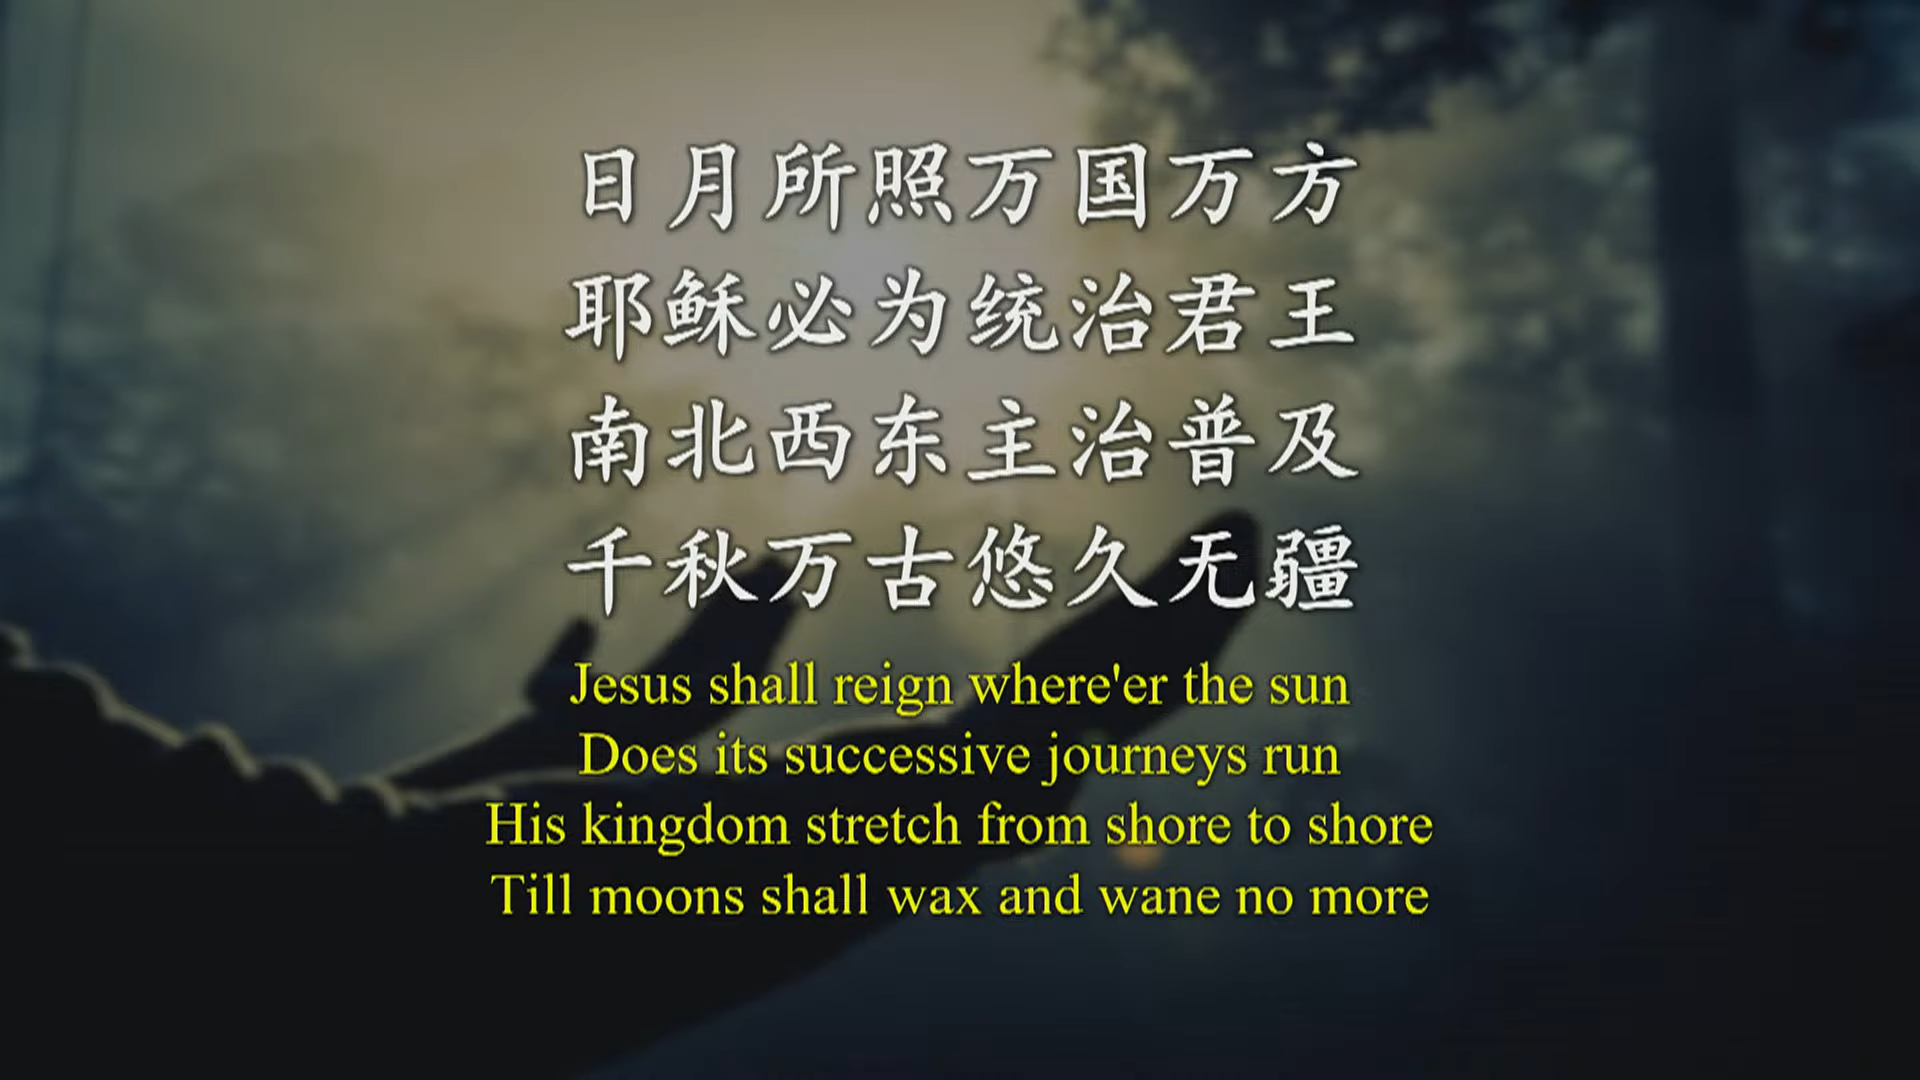 日月所照万国万方
耶稣必为统治君王
南北西东主治普及
千秋万古悠久无疆
Jesus shall reign where'er the sun
Does its successive journeys run
His kingdom stretch from shore to shore
Till moons shall wax and wane no more